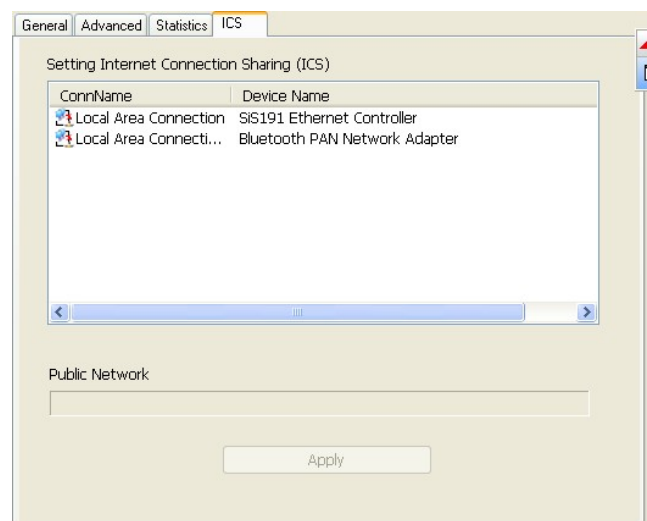 General Advanced Statistics ICS
Setting Internet Connection Sharing (ICS)
ConnName Device Name
Local Area Connection SiS191 Ethernet Controller
Local Area Connecti... Bluetooth PAN Network Adapter
Public Network
Apply